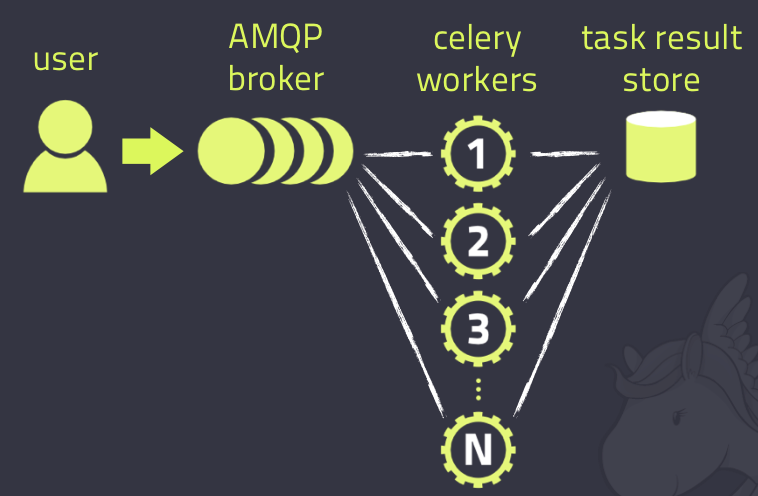 user
AMQP
broker
celery
workers
task result
store
1
2
3
N